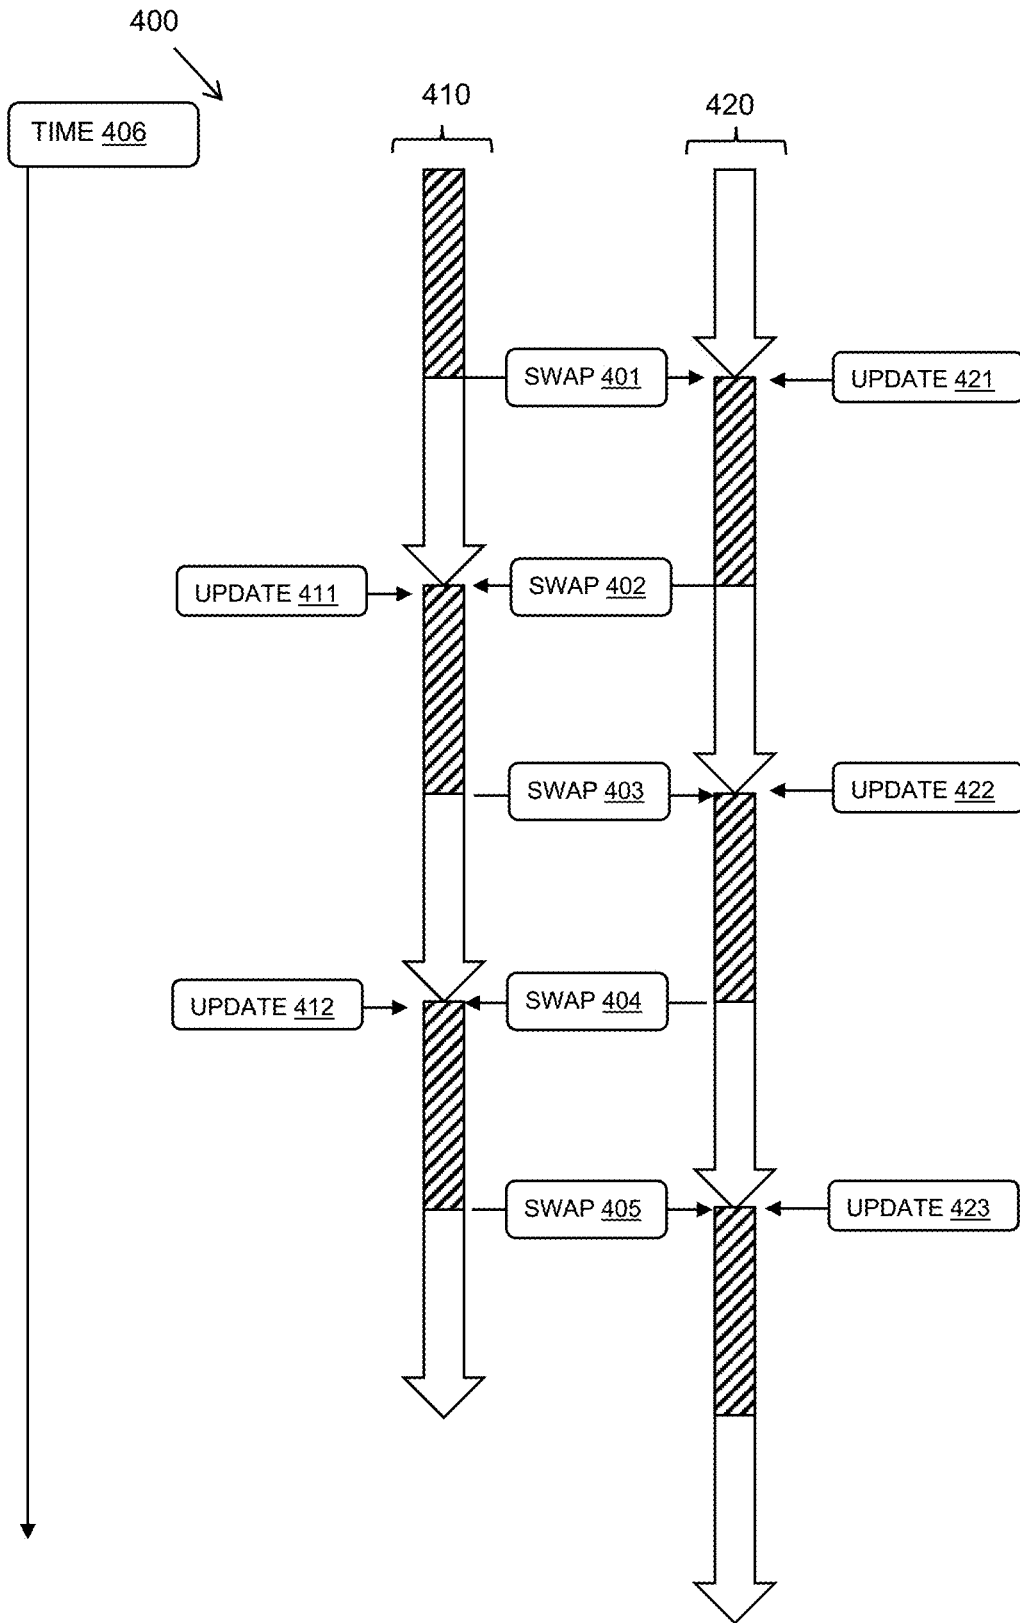 400
410
420
TIME 406
SWAP 401
UPDATE 421
UPDATE 411
SWAP 402
SWAP 403
UPDATE 422
UPDATE 412
SWAP 404
SWAP 405
UPDATE 423